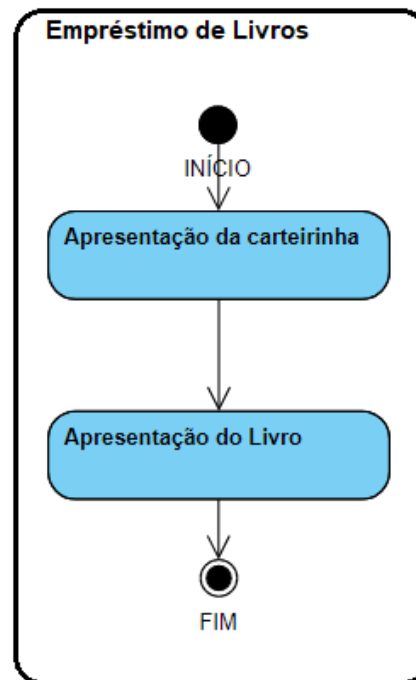 Empréstimo de Livros
INÍCIO
Apresentação da carteirinha
Apresentação do Livro
FIM